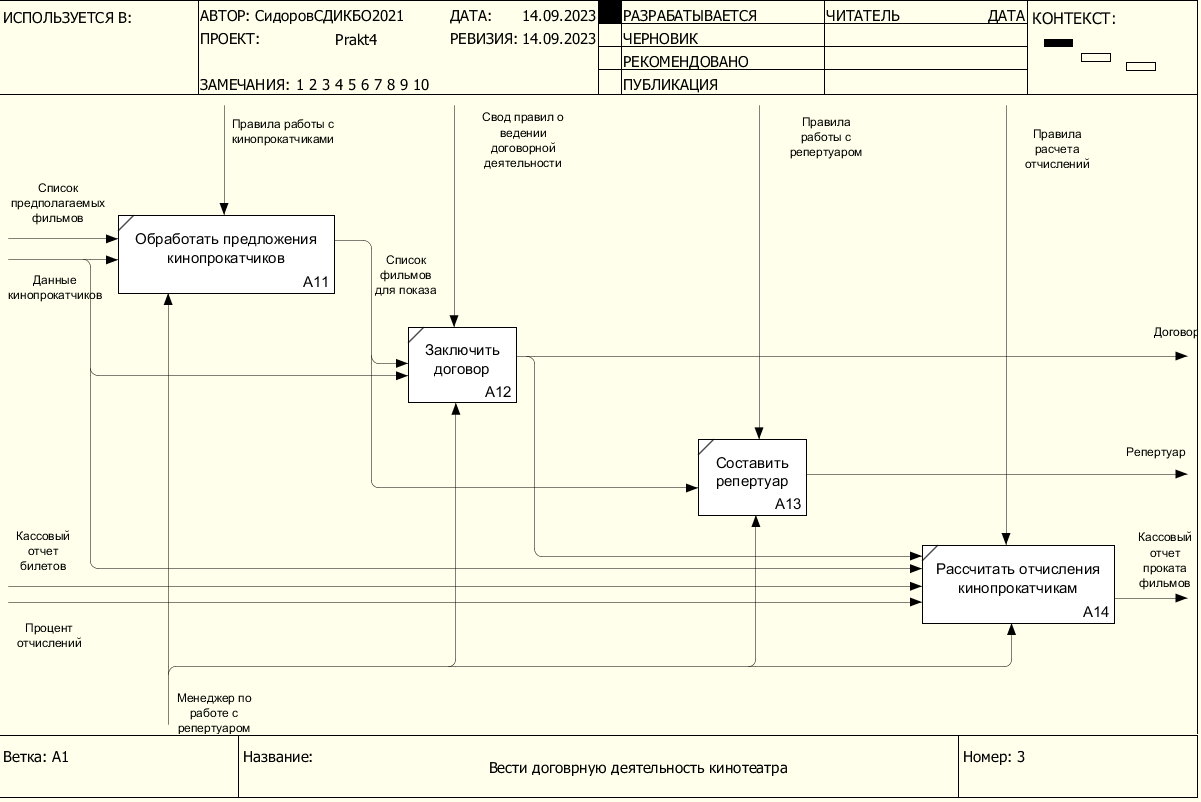 ИСПОЛЬЗУЕТСЯ В:
АВТОР: СидоровСДИКБО2021
ДАТА: 14.09.2023
ПРОЕКТ: Prakt4
РЕВИЗИЯ: 14.09.2023
ЗАМЕЧАНИЯ: 1 2 3 4 5 6 7 8 9 10
РАЗРАБАТЫВАЕТСЯ
ЧЕРНОВИК
РЕКОМЕНДОВАНО
ПУБЛИКАЦИЯ
ЧИТАТЕЛЬ
ДАТА
КОНТЕКСТ:
Правила работы с
кинопрокатчиками
Свод правил о
ведении
договорной
деятельности
Правила
работы с
репертуаром
Правила
расчета
отчислений
Список
предполагаемых
фильмов
Обработать предложения
кинопрокатчиков
A11
Данные
кинопрокатчиков
Список
фильмов
для показа
Заключить
договор
A12
Договор
Составить
репертуар
A13
Репертуар
Кассовый
отчет
билетов
Рассчитать отчисления
кинопрокатчикам
A14
Кассовый
отчет
проката
фильмов
Процент
отчислений
Менеджер по
работе с
репертуаром
Ветка: A1
Название:
Вести договрную деятельность кинотеатра
Номер: 3